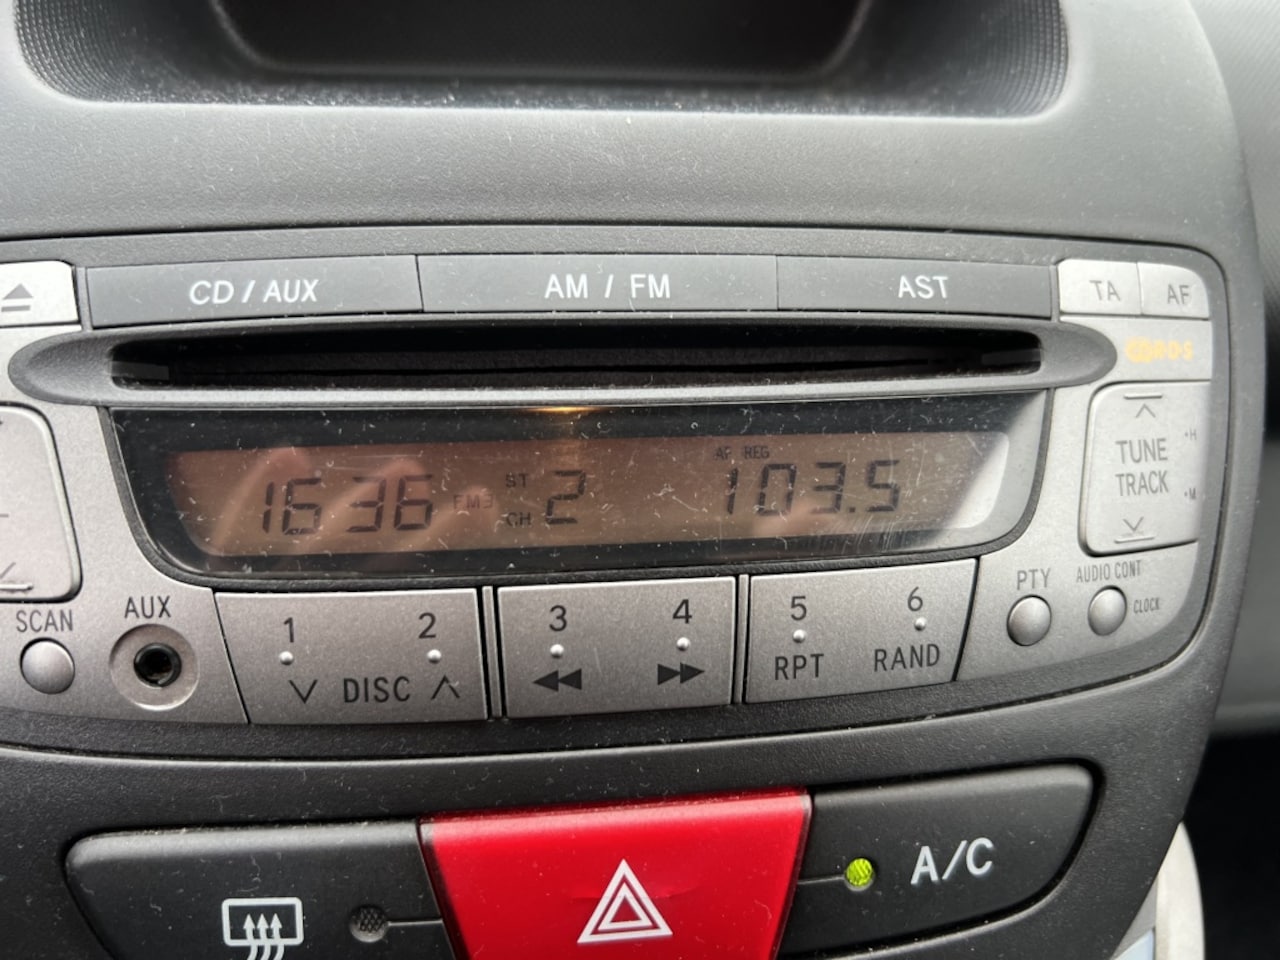 CD / AUX AM / FM AST TA AF
RDS
AF REG
1636 FM3 ST CH 2 103.5
TUNE
TRACK
H
M
SCAN AUX 1 2 3 4 5 6 PTY AUDIO CONT
DISC RPT RAND CLOCK
A/C